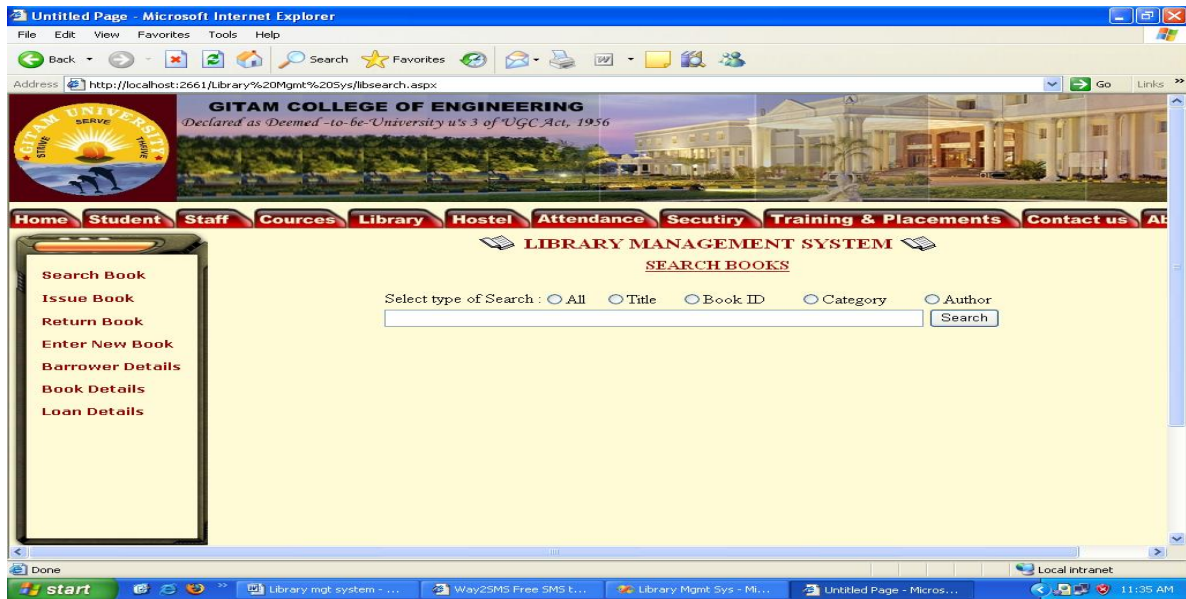 Untitled Page - Microsoft Internet Explorer
File Edit View Favorites Tools Help
Back Search Favorites
Address http://localhost:2661/Library%20Mgmt%20Sys/libsearch.aspx Go Links »
GITAM UNIVERSITY
STRIVE SERVE THRIVE
GITAM COLLEGE OF ENGINEERING
Declared as Deemed -to-be-University u's 3 of UGC Act, 1956
Home Student Staff Cources Library Hostel Attendance Secutiry Training & Placements Contact us
LIBRARY MANAGEMENT SYSTEM
SEARCH BOOKS
Search Book
Issue Book
Return Book
Enter New Book
Barrower Details
Book Details
Loan Details
Select type of Search : All Title Book ID Category Author
Search
Done Local intranet
start » Library mgt system - ... Way2SMS Free SMS t... Library Mgmt Sys - Mi... Untitled Page - Micros... 11:35 AM